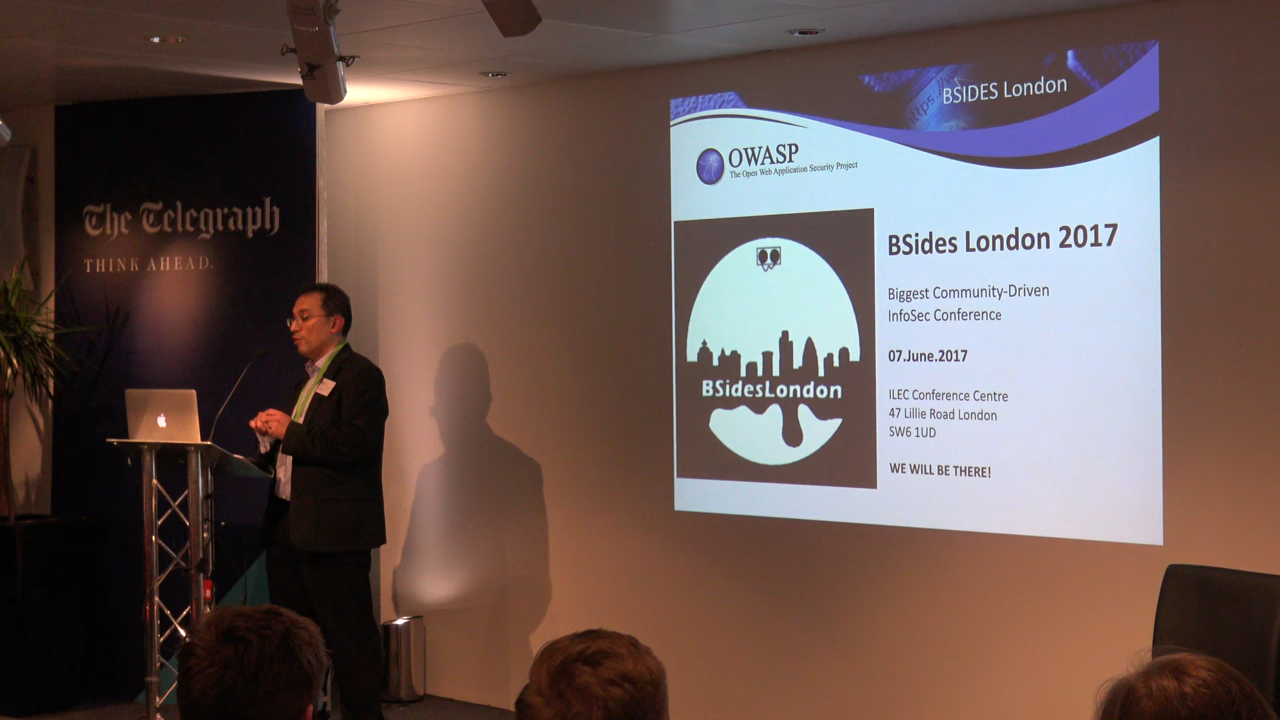 The Telegraph
THINK AHEAD.
BSIDES London
OWASP
The Open Web Application Security Project
BSidesLondon
BSides London 2017
Biggest Community-Driven
InfoSec Conference
07.June.2017
ILEC Conference Centre
47 Lillie Road London
SW6 1UD
WE WILL BE THERE!